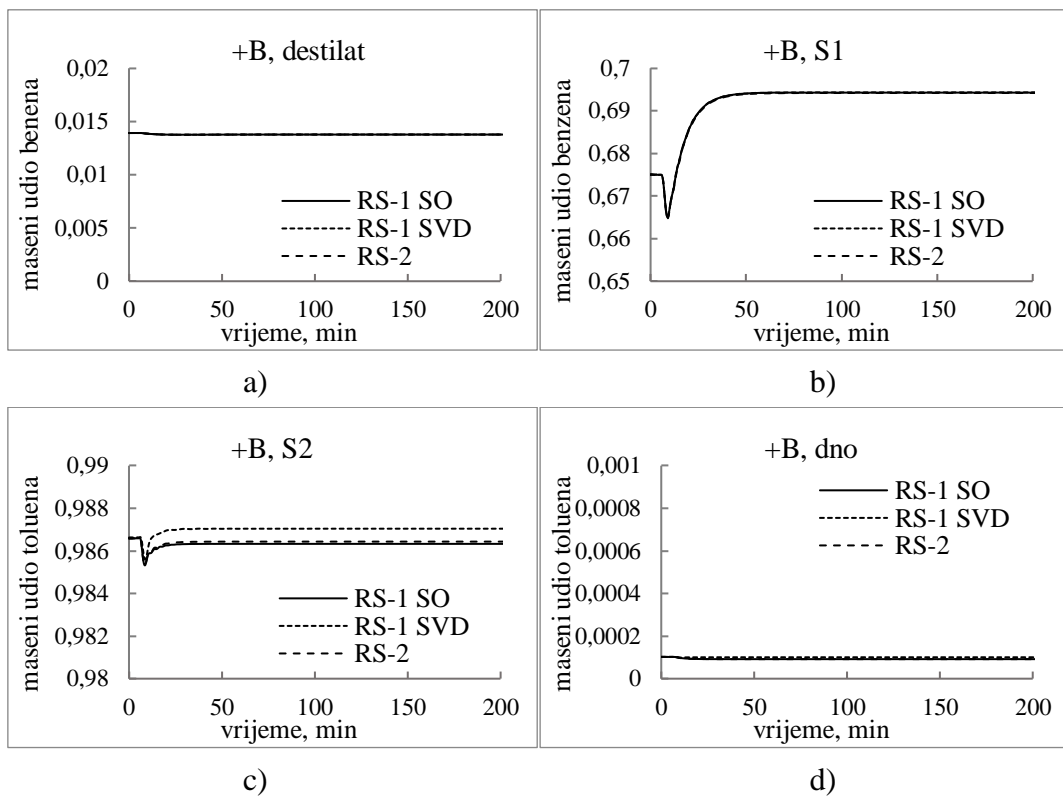 +B, destilat
0,02
0,015
0,01
0,005
0
maseni udio benena
RS-1 SO
RS-1 SVD
RS-2
0 50 100 150 200
vrijeme, min
a)
+B, S1
0,7
0,69
0,68
0,67
0,66
0,65
maseni udio benzena
RS-1 SO
RS-1 SVD
RS-2
0 50 100 150 200
vrijeme, min
b)
+B, S2
0,99
0,988
0,986
0,984
0,982
0,98
maseni udio toluena
RS-1 SO
RS-1 SVD
RS-2
0 50 100 150 200
vrijeme, min
c)
+B, dno
0,001
0,0008
0,0006
0,0004
0,0002
0
maseni udio toluena
RS-1 SO
RS-1 SVD
RS-2
0 50 100 150 200
vrijeme, min
d)